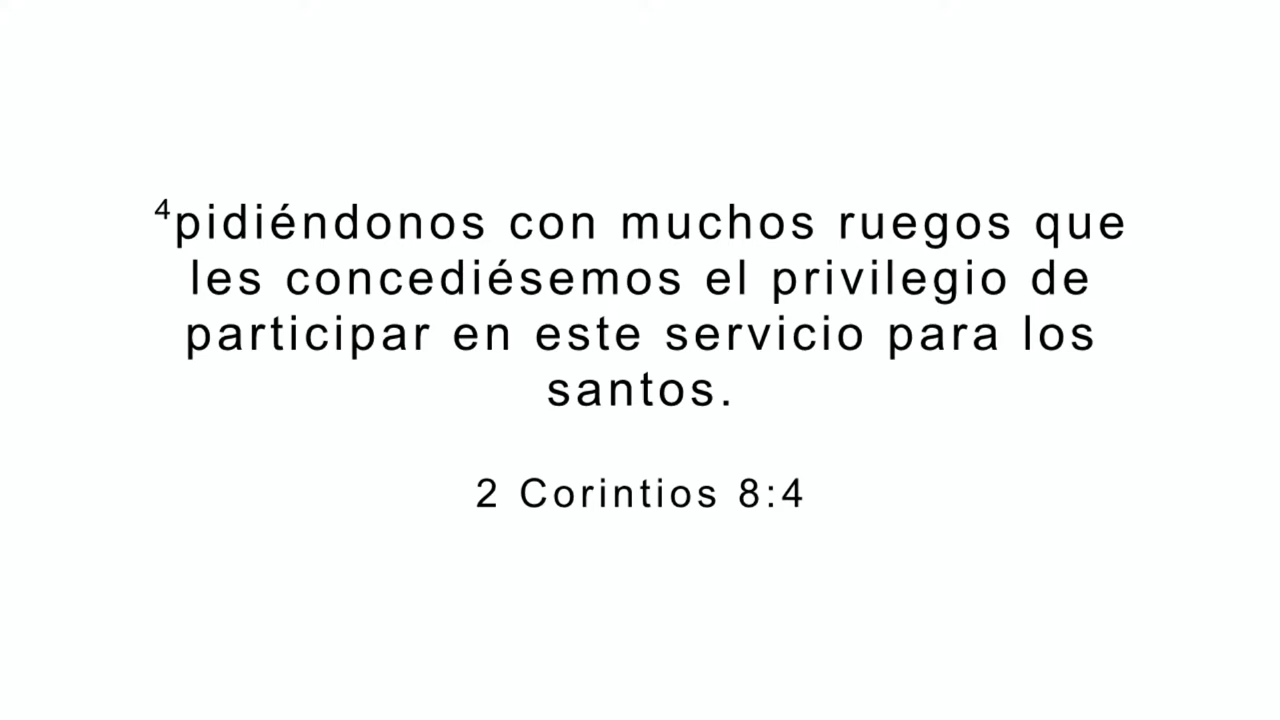 ⁴pidiéndonos con muchos ruegos que
les concediésemos el privilegio de
participar en este servicio para los
santos.
2 Corintios 8:4